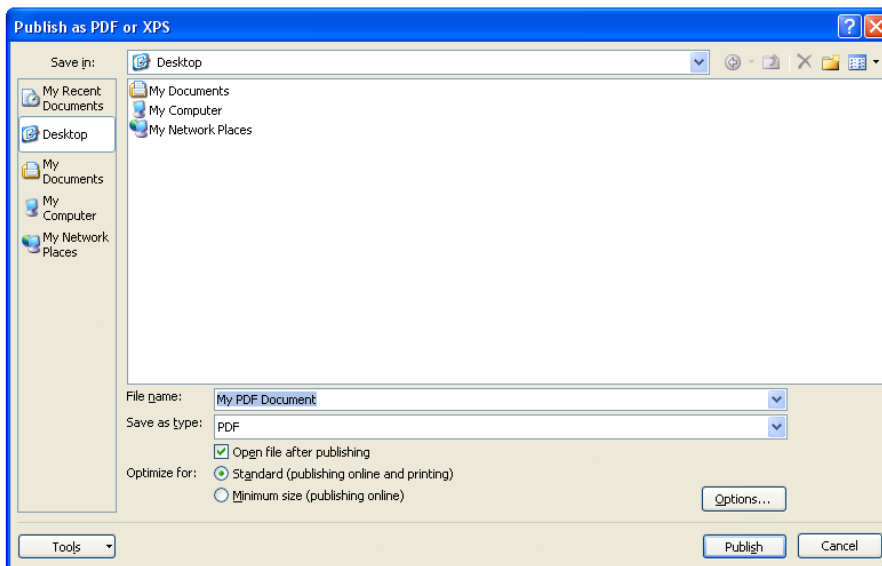 Publish as PDF or XPS
Save in:
Desktop
My Recent
Documents
Desktop
My
Documents
My
Computer
My Network
Places
My Documents
My Computer
My Network Places
File name:
My PDF Document
Save as type:
PDF
Open file after publishing
Optimize for:
Standard (publishing online and printing)
Minimum size (publishing online)
Options...
Tools
Publish
Cancel